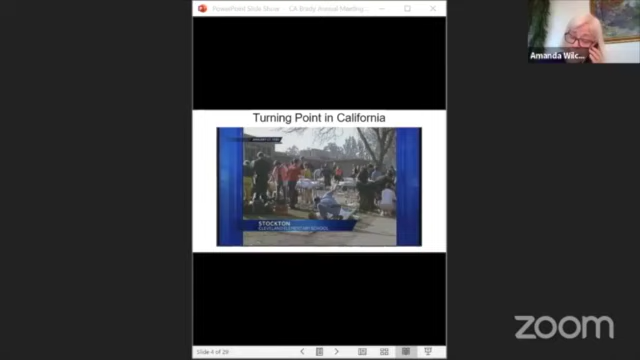 PowerPoint Slide Show - CA Brady Annual Meeting...
Amanda Wilc...
Turning Point in California
STOCKTON
CLEVELAND ELEMENTARY SCHOOL
Slide 4 of 29
zoom